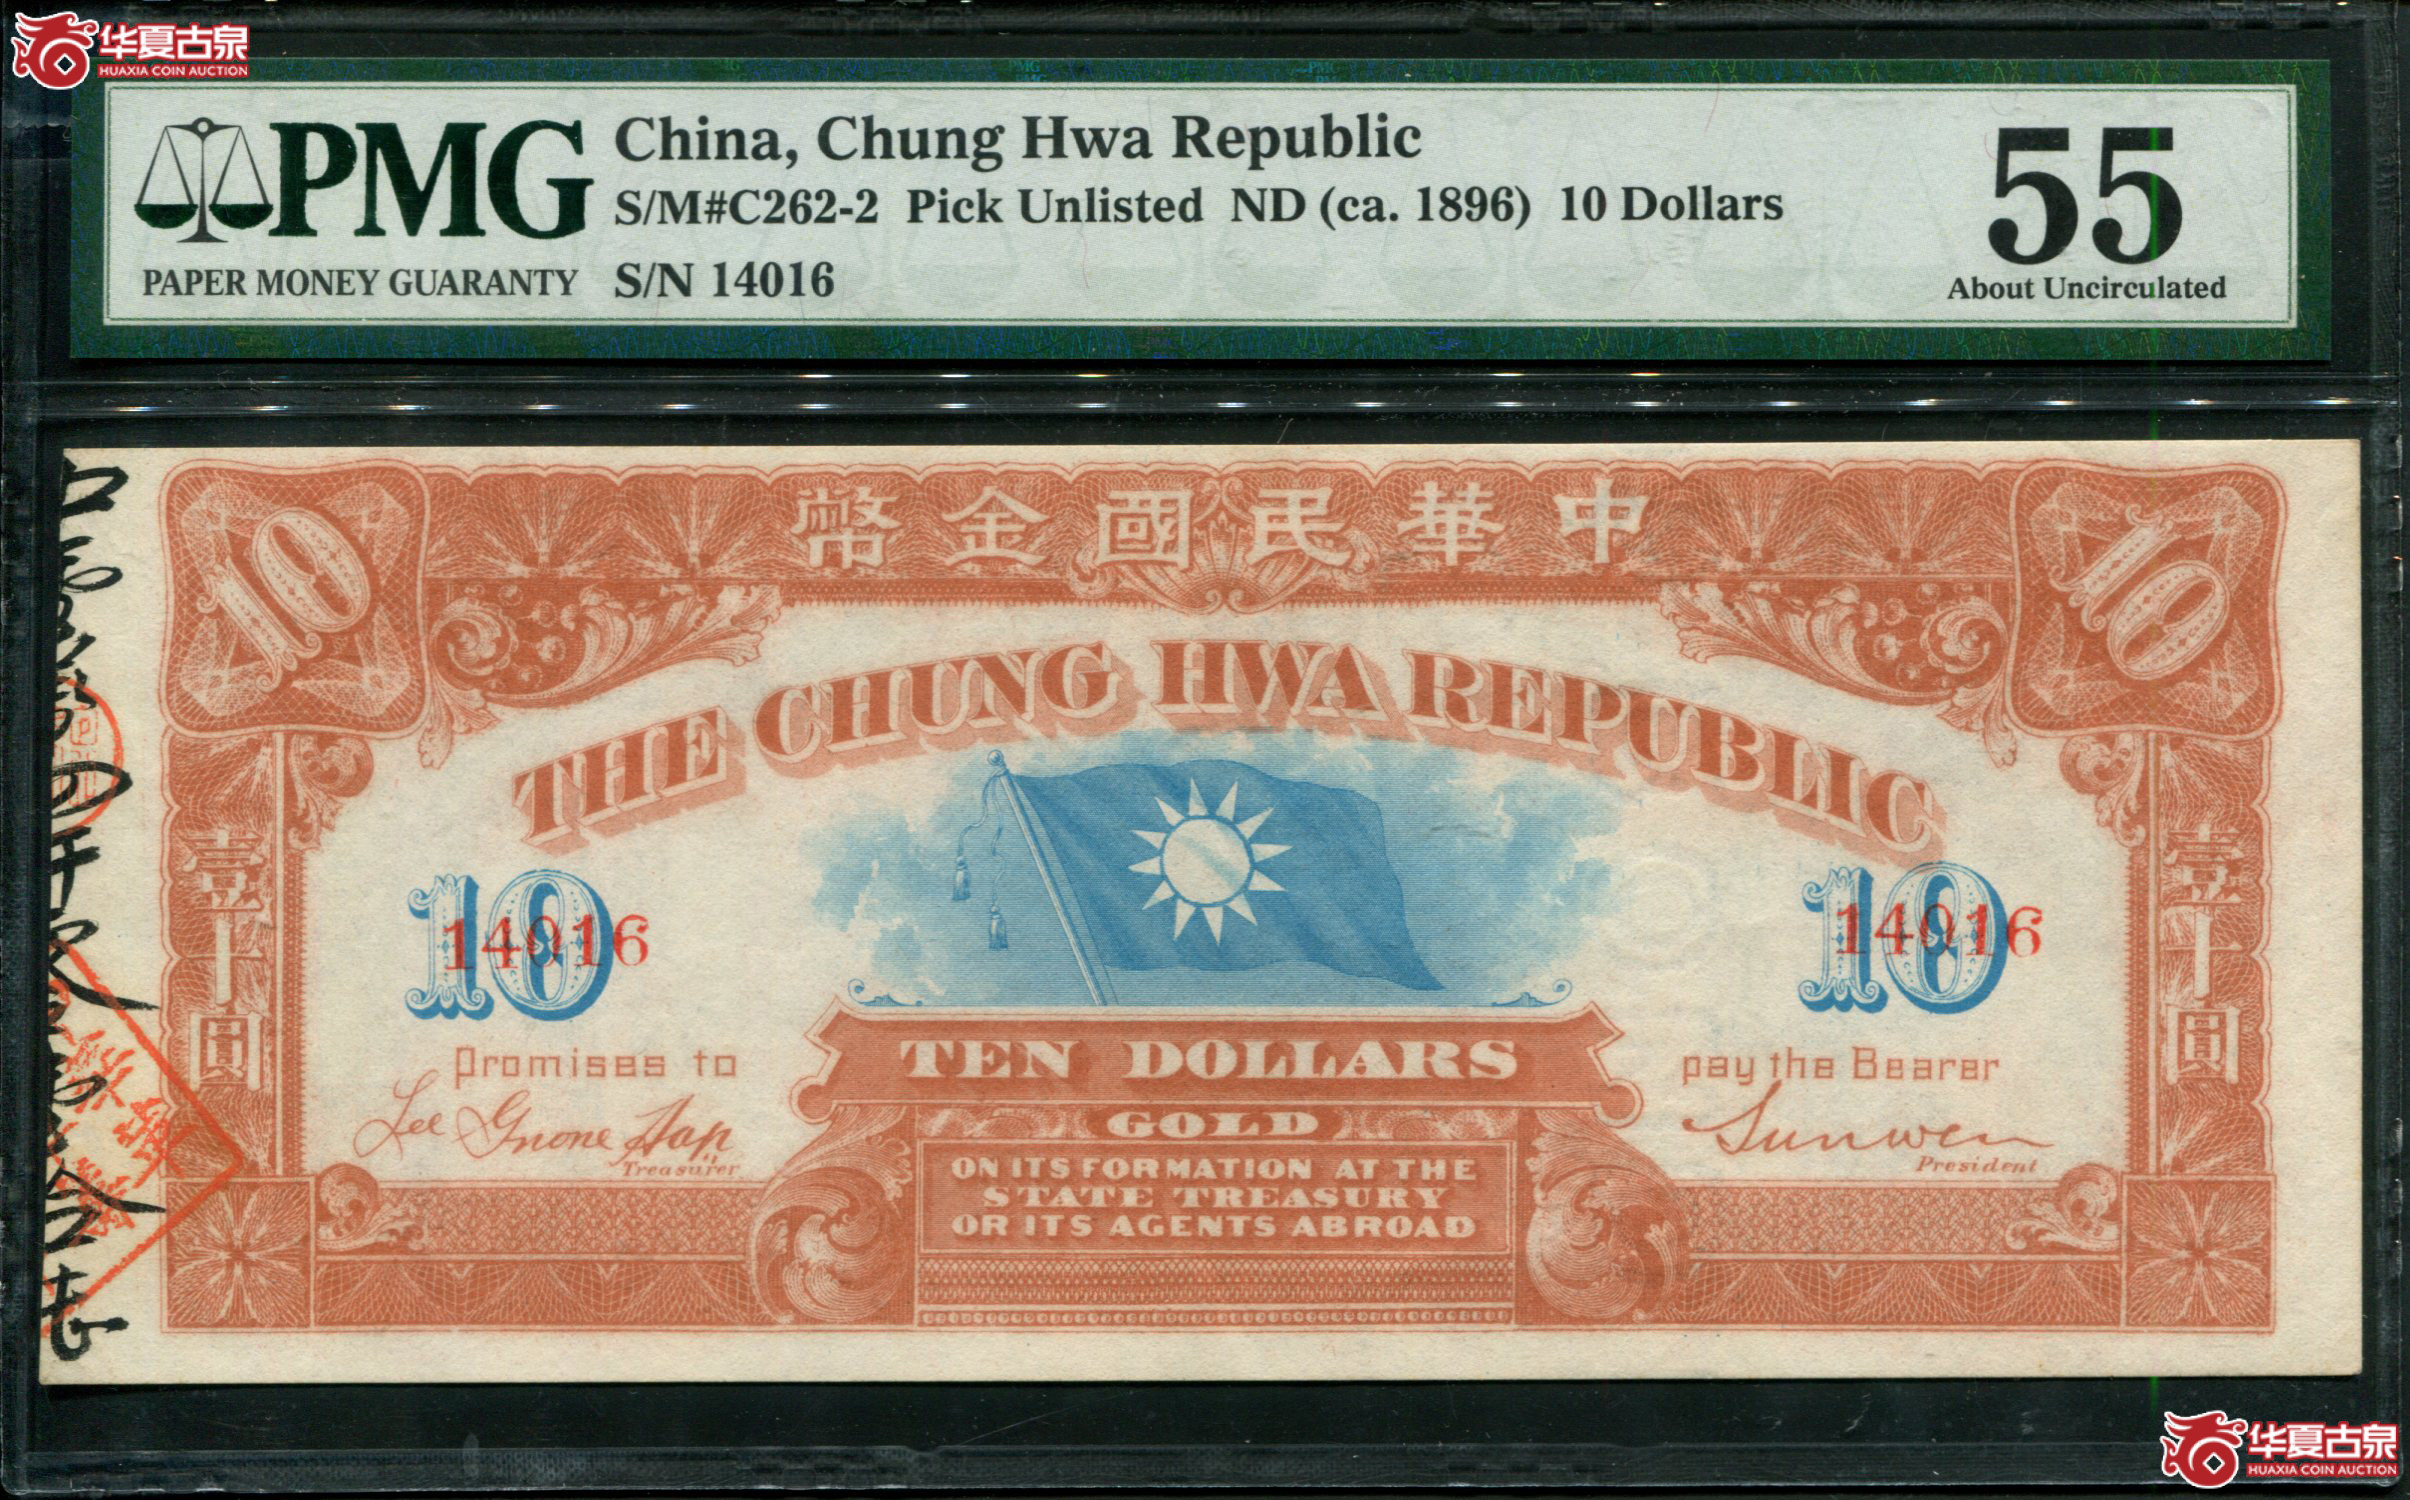 华夏古泉
HUAXIA COIN AUCTION
PMG
PAPER MONEY GUARANTY
China, Chung Hwa Republic
S/M#C262-2 Pick Unlisted ND (ca. 1896) 10 Dollars
S/N 14016
55
About Uncirculated
10
幣金國民華中
10
THE CHUNG HWA REPUBLIC
壹十圓
壹十圓
10
14016
10
14016
Promises to
TEN DOLLARS
pay the Bearer
Lee Gnone Hap
Treasurer
GOLD
Sunwen
President
ON ITS FORMATION AT THE
STATE TREASURY
OR ITS AGENTS ABROAD
华夏古泉
HUAXIA COIN AUCTION